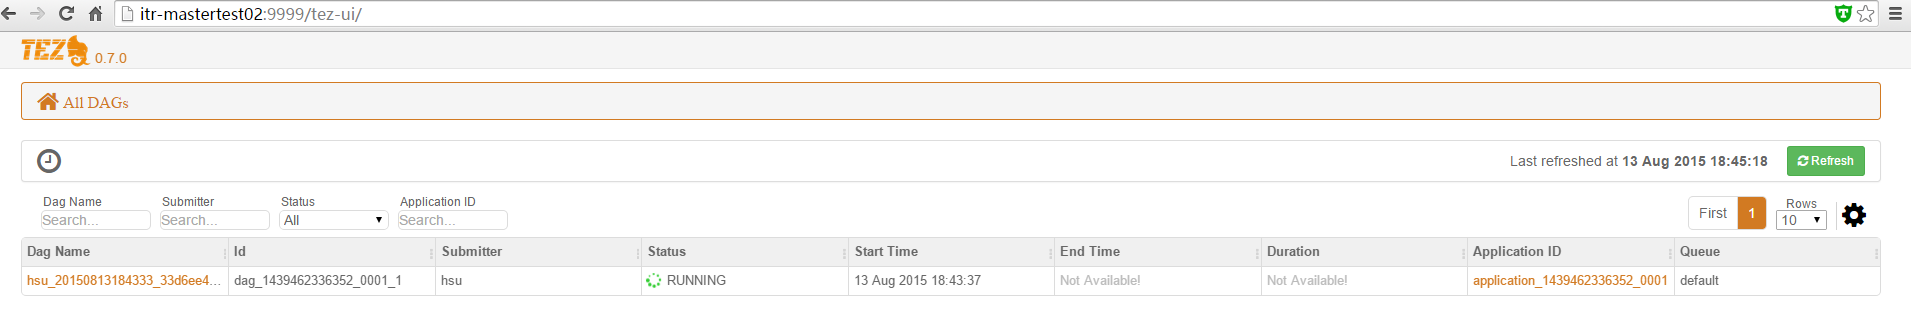 itr-mastertest02:9999/tez-ui/
TEZ 0.7.0
All DAGs
Last refreshed at 13 Aug 2015 18:45:18 Refresh
Dag Name Submitter Status Application ID
Search... Search... All Search...
First 1 Rows 10
Dag Name Id Submitter Status Start Time End Time Duration Application ID Queue
hsu_20150813184333_33d6ee4... dag_1439462336352_0001_1 hsu RUNNING 13 Aug 2015 18:43:37 Not Available! Not Available! application_1439462336352_0001 default